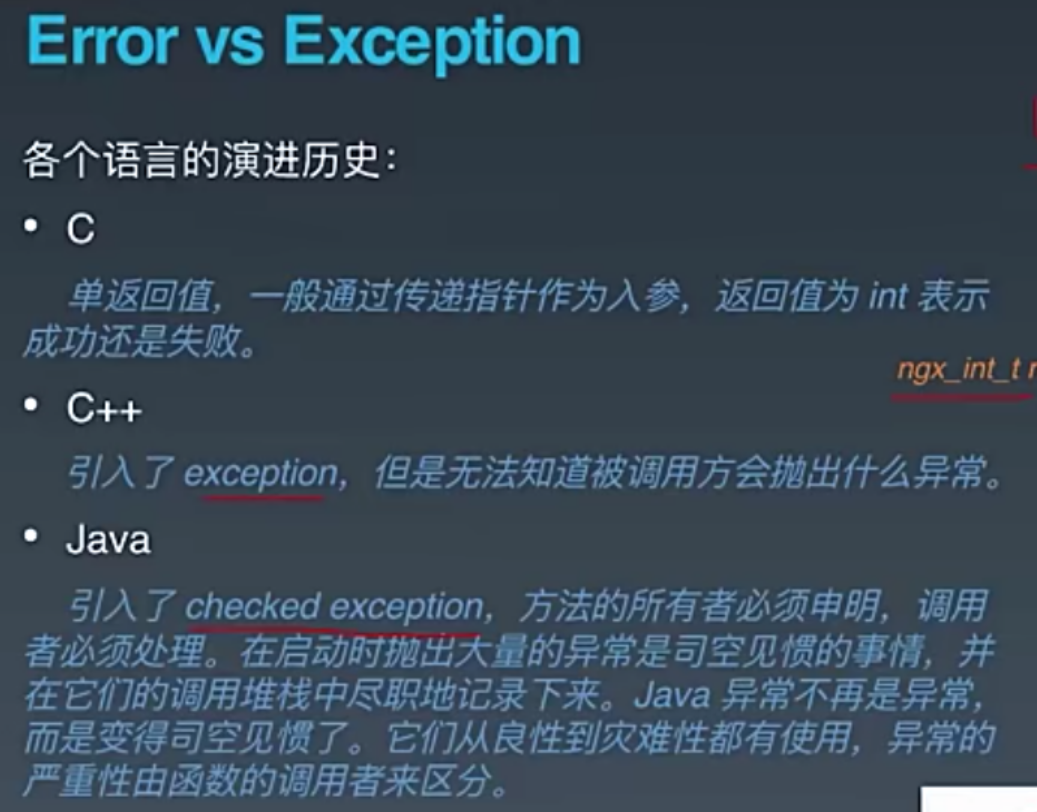 Error vs Exception
各个语言的演进历史：
• C
单返回值，一般通过传递指针作为入参，返回值为 int 表示
成功还是失败。
ngx_int_t
• C++
引入了 exception，但是无法知道被调用方会抛出什么异常。
• Java
引入了 checked exception，方法的所有者必须申明，调用
者必须处理。在启动时抛出大量的异常是司空见惯的事情，并
在它们的调用堆栈中尽职地记录下来。Java 异常不再是异常，
而是变得司空见惯了。它们从良性到灾难性都有使用，异常的
严重性由函数的调用者来区分。